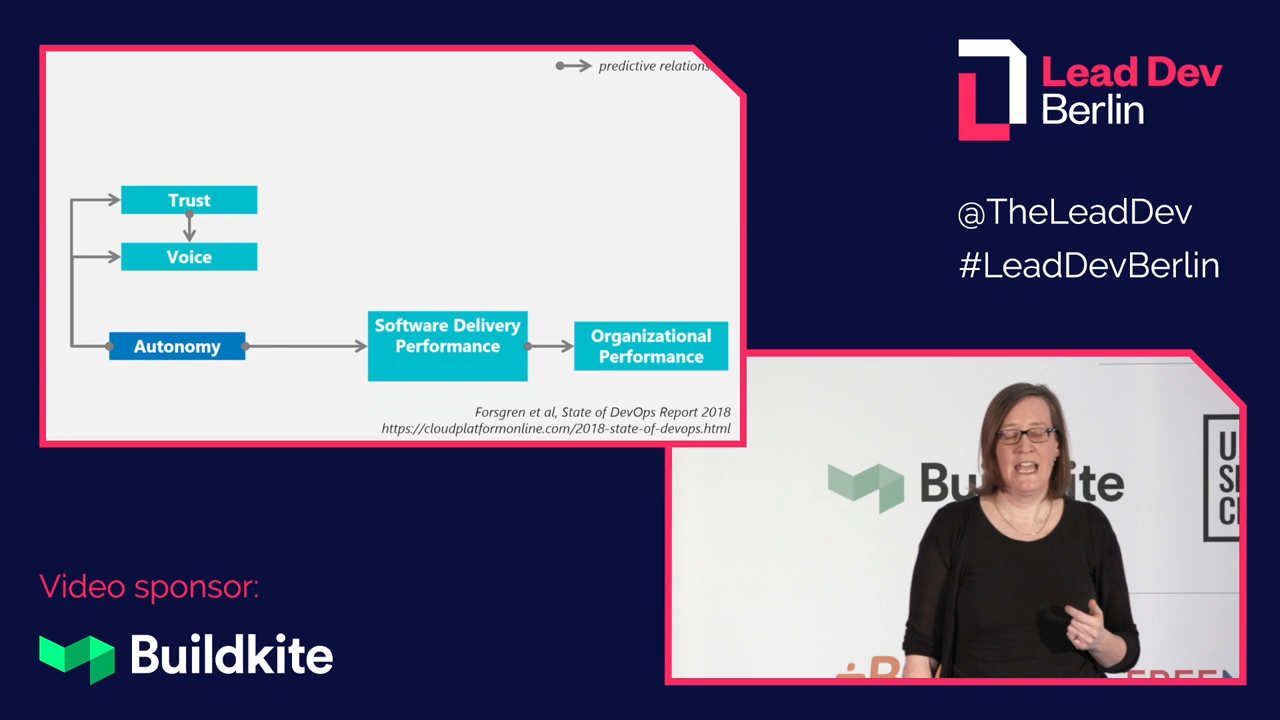 predictive relations
Trust
Voice
Autonomy
Software Delivery
Performance
Organizational
Performance
Forsgren et al, State of DevOps Report 2018
https://cloudplatformonline.com/2018-state-of-devops.html
Lead Dev
Berlin
@TheLeadDev
#LeadDevBerlin
Video sponsor:
Buildkite